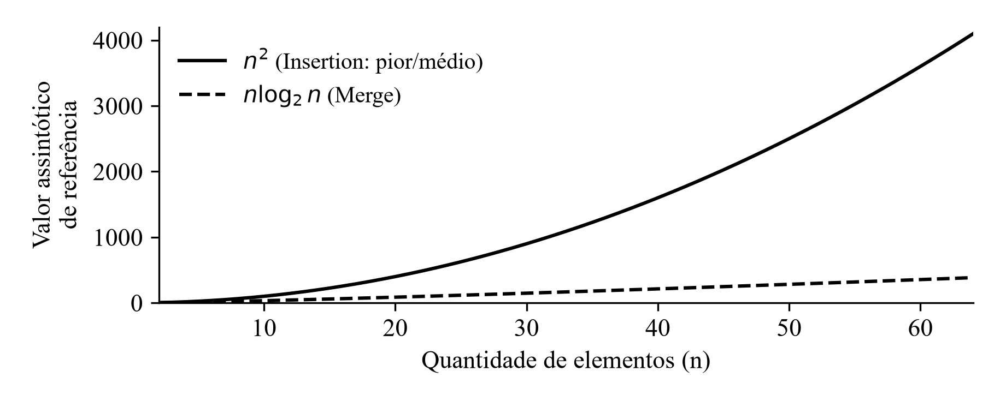 4000
3000
2000
1000
0
Valor assintótico
de referência
n² (Insertion: pior/médio)
n log₂ n (Merge)
10 20 30 40 50 60
Quantidade de elementos (n)